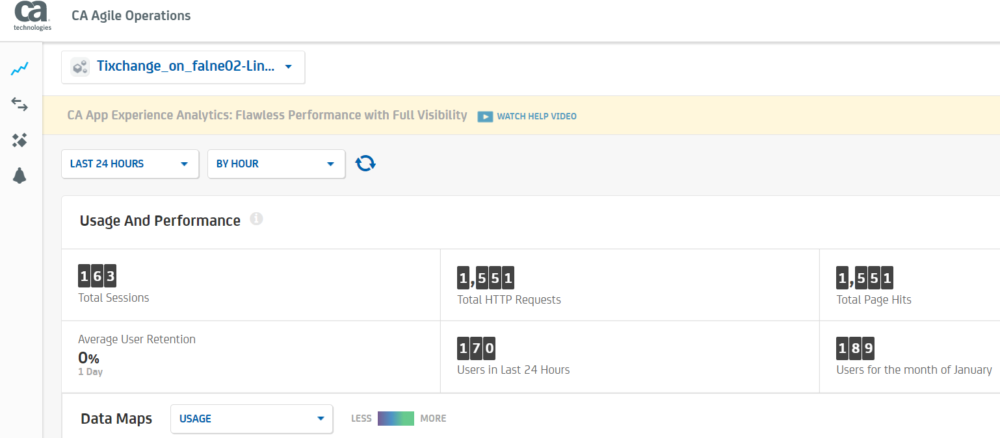 ca
technologies
CA Agile Operations
Tixchange_on_falne02-Lin...
CA App Experience Analytics: Flawless Performance with Full Visibility WATCH HELP VIDEO
LAST 24 HOURS BY HOUR
Usage And Performance i
163 1,551 1,551
Total Sessions Total HTTP Requests Total Page Hits
Average User Retention
0% 170 189
1 Day Users in Last 24 Hours Users for the month of January
Data Maps USAGE LESS MORE